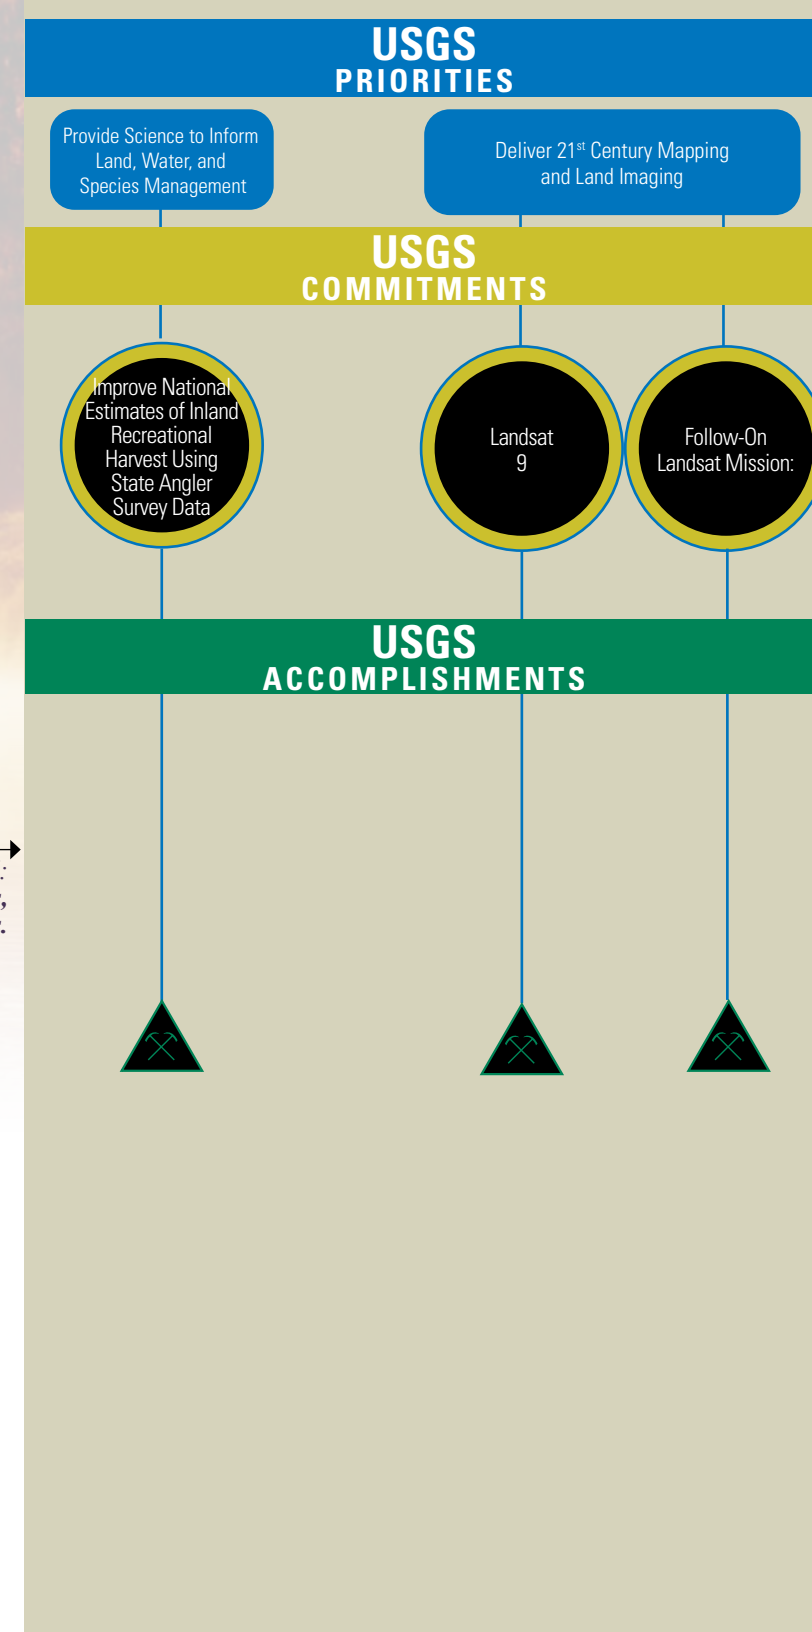 USGS
PRIORITIES
Provide Science to Inform
Land, Water, and
Species Management
Deliver 21st Century Mapping
and Land Imaging
USGS
COMMITMENTS
Improve National
Estimates of Inland
Recreational
Harvest Using
State Angler
Survey Data
Landsat
9
Follow-On
Landsat Mission:
USGS
ACCOMPLISHMENTS